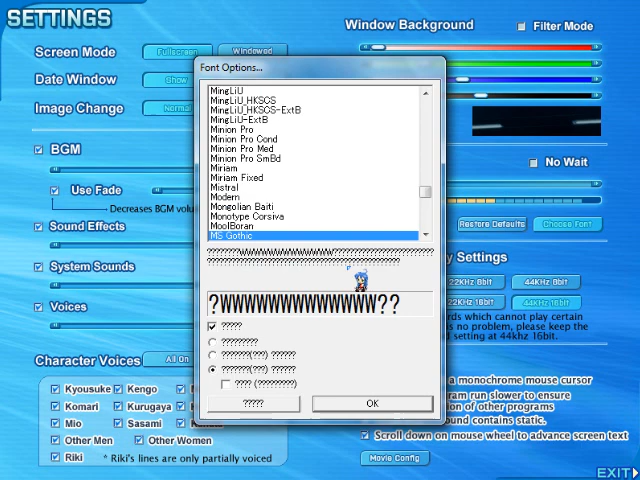 SETTINGS
Window Background
Filter Mode
Screen Mode
Fullscreen
Windowed
Date Window
Show
Image Change
Normal
BGM
Use Fade
Decreases BGM volu
Sound Effects
System Sounds
Voices
No Wait
Restore Defaults
Choose Font
y Settings
22KHz 8bit
44KHz 8bit
22KHz 16bit
44KHz 16bit
rds which cannot play certain
s no problem, please keep the
d setting at 44khz 16bit.
Font Options...
MingLiU
MingLiU_HKSCS
MingLiU_HKSCS-ExtB
MingLiU-ExtB
Minion Pro
Minion Pro Cond
Minion Pro Med
Minion Pro SmBd
Miriam
Miriam Fixed
Mistral
Modern
Mongolian Baiti
Monotype Corsiva
MoolBoran
MS Gothic
?WWWWWWWWWWWWW??
?????
?????????
???????(???) ??????
???????(???) ??????
???? (?????????)
?????
OK
Character Voices
All On
Kyousuke
Kengo
Komari
Kurugaya
Mio
Sasami
Other Men
Other Women
Riki
* Riki's lines are only partially voiced
a monochrome mouse cursor
ram run slower to ensure
ion of other programs
ound contains static.
Scroll down on mouse wheel to advance screen text
Movie Config
EXIT